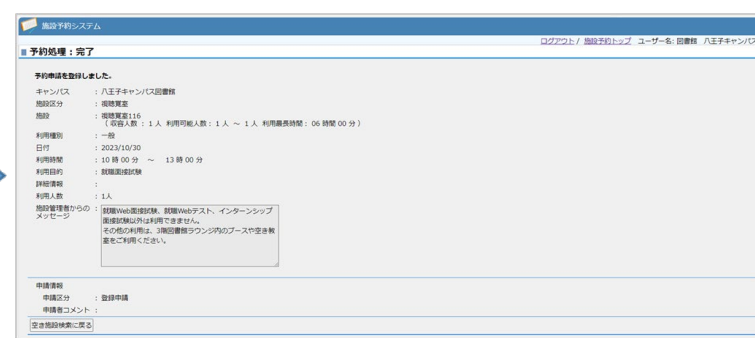 施設予約システム
ログアウト / 施設予約トップ ユーザー名: 図書館 八王子キャンパス
予約処理：完了
予約申請を登録しました。
キャンパス : 八王子キャンパス図書館
施設区分 : 視聴覚室
施設 : 視聴覚室116
( 収容人数 : 1 人 利用可能人数 : 1 人 ～ 1 人 利用最長時間 : 06 時間 00 分 )
利用種別 : 一般
日付 : 2023/10/30
利用時間 : 10 時 00 分 ～ 13 時 00 分
利用目的 : 就職面接試験
詳細情報 :
利用人数 : 1人
施設管理者からの : 就職Web面接試験、就職Webテスト、インターンシップ
メッセージ 面接試験以外は利用できません。
その他の利用は、3階図書館ラウンジ内のブースや空き教
室をご利用ください。
申請情報
申請区分 : 登録申請
申請者コメント :
空き施設検索に戻る